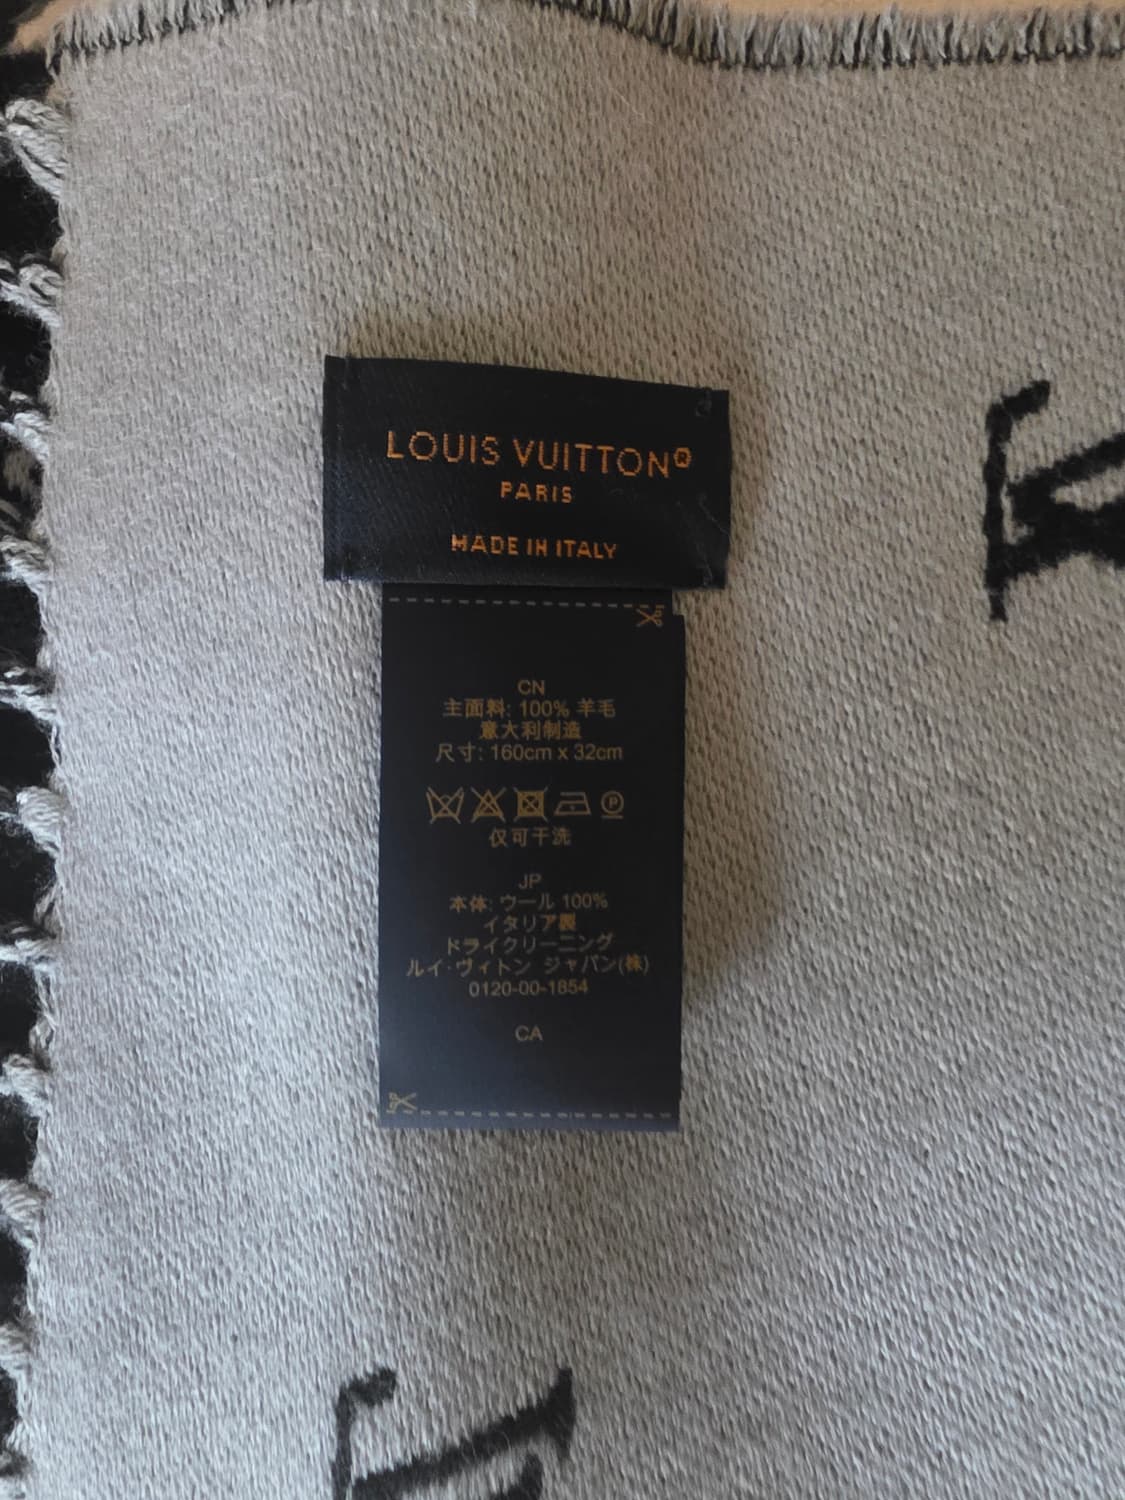 LOUIS VUITTON®
PARIS
MADE IN ITALY
CN
主面料: 100% 羊毛
意大利制造
尺寸: 160cm x 32cm
P
仅可干洗
JP
本体: ウール 100%
イタリア製
ドライクリーニング
ルイ·ヴィトン ジャパン(株)
0120-00-1854
CA